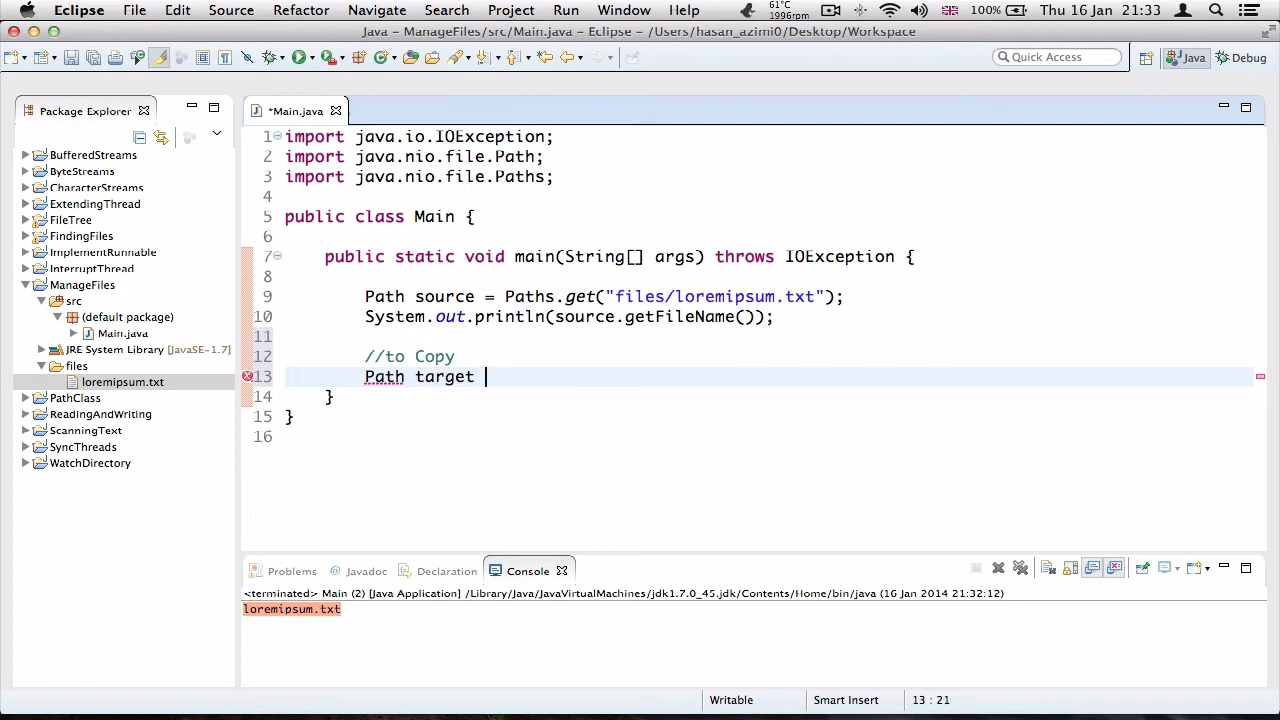 Eclipse File Edit Source Refactor Navigate Search Project Run Window Help 61°C 1996rpm 100% Thu 16 Jan 21:33
Java - ManageFiles/src/Main.java - Eclipse - /Users/hasan_azimi0/Desktop/Workspace
Quick Access Java Debug
Package Explorer
BufferedStreams
ByteStreams
CharacterStreams
ExtendingThread
FileTree
FindingFiles
ImplementRunnable
InterruptThread
ManageFiles
src
(default package)
Main.java
JRE System Library [JavaSE-1.7]
files
loremipsum.txt
PathClass
ReadingAndWriting
ScanningText
SyncThreads
WatchDirectory
*Main.java
1 import java.io.IOException;
2 import java.nio.file.Path;
3 import java.nio.file.Paths;
4
5 public class Main {
6
7 public static void main(String[] args) throws IOException {
8
9 Path source = Paths.get("files/loremipsum.txt");
10 System.out.println(source.getFileName());
11
12 //to Copy
13 Path target
14 }
15 }
16
Problems Javadoc Declaration Console
<terminated> Main (2) [Java Application] /Library/Java/JavaVirtualMachines/jdk1.7.0_45.jdk/Contents/Home/bin/java (16 Jan 2014 21:32:12)
loremipsum.txt
Writable Smart Insert 13 : 21